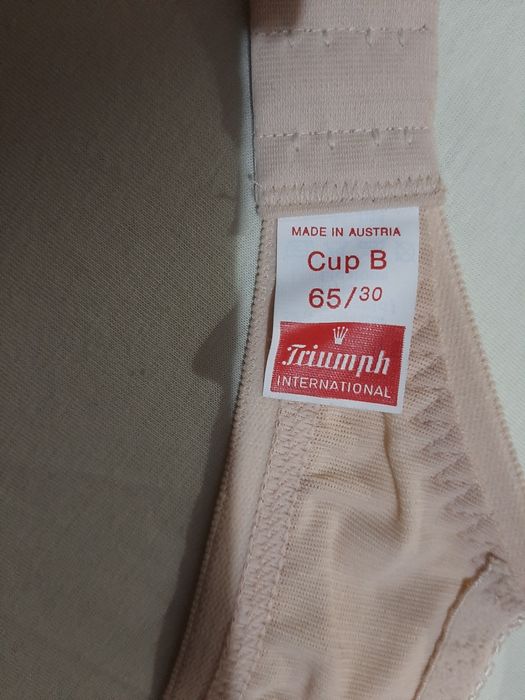 MADE IN AUSTRIA
Cup B
65/30
Triumph
INTERNATIONAL